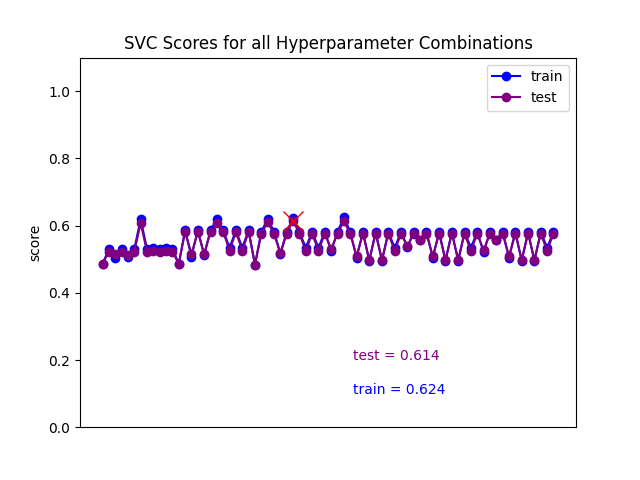 SVC Scores for all Hyperparameter Combinations
train
test
1.0
0.8
0.6
0.4
0.2
0.0
score
test = 0.614
train = 0.624